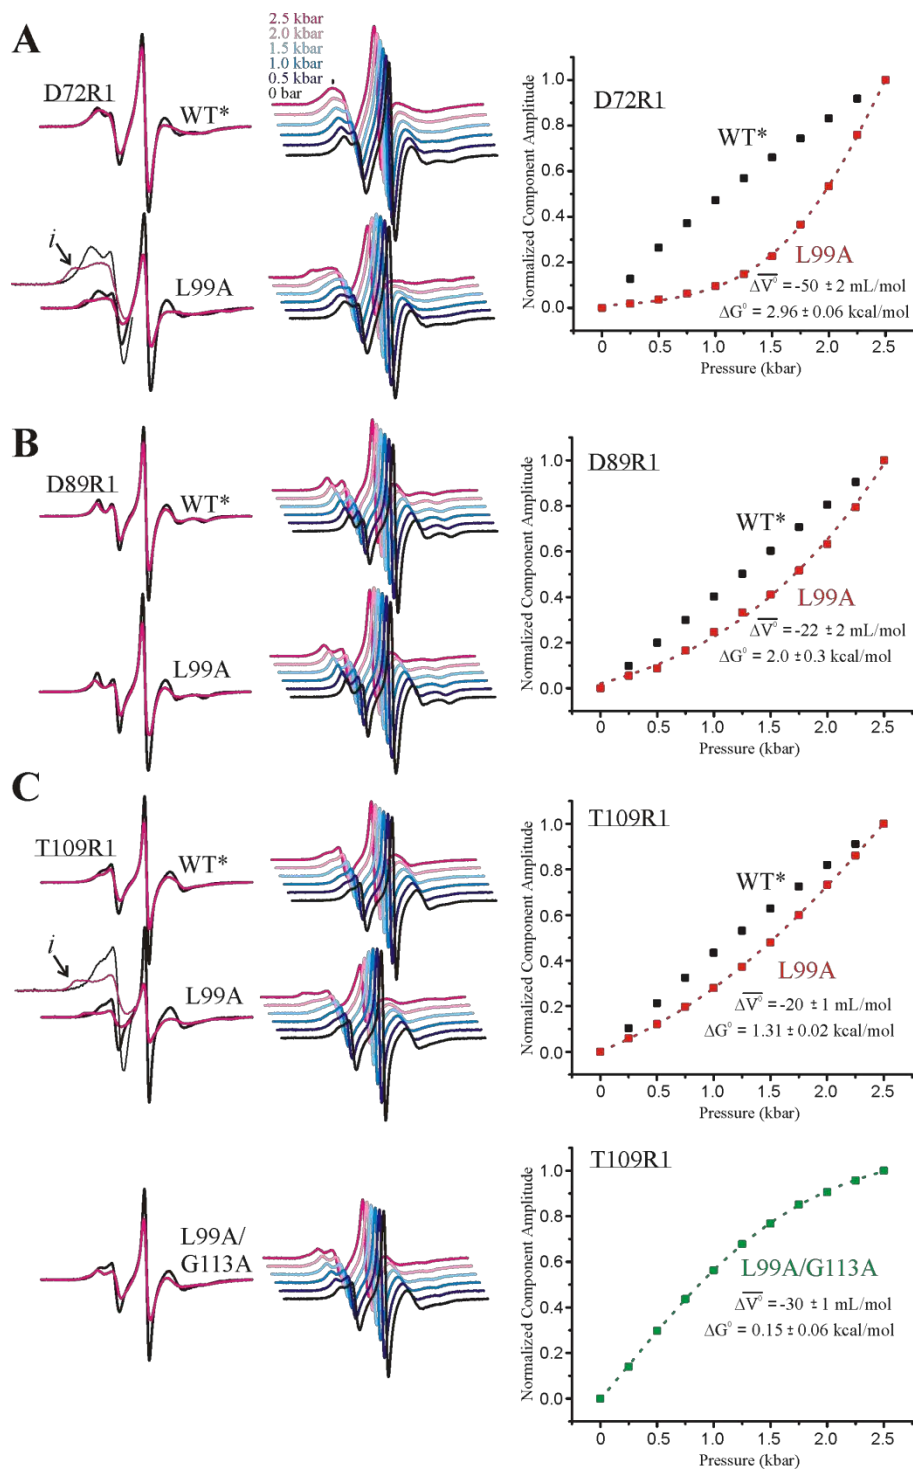 A
D72R1
WT*
i
L99A
2.5 kbar
2.0 kbar
1.5 kbar
1.0 kbar
0.5 kbar
0 bar
Normalized Component Amplitude
1.0
0.8
0.6
0.4
0.2
0.0
D72R1
WT*
L99A
ΔV⁰ = -50 ± 2 mL/mol
ΔG⁰ = 2.96 ± 0.06 kcal/mol
0 0.5 1.0 1.5 2.0 2.5
Pressure (kbar)
B
D89R1
WT*
L99A
Normalized Component Amplitude
1.0
0.8
0.6
0.4
0.2
0.0
D89R1
WT*
L99A
ΔV⁰ = -22 ± 2 mL/mol
ΔG⁰ = 2.0 ± 0.3 kcal/mol
0 0.5 1.0 1.5 2.0 2.5
Pressure (kbar)
C
T109R1
WT*
i
L99A
Normalized Component Amplitude
1.0
0.8
0.6
0.4
0.2
0.0
T109R1
WT*
L99A
ΔV⁰ = -20 ± 1 mL/mol
ΔG⁰ = 1.31 ± 0.02 kcal/mol
0 0.5 1.0 1.5 2.0 2.5
Pressure (kbar)
L99A/
G113A
Normalized Component Amplitude
1.0
0.8
0.6
0.4
0.2
0.0
T109R1
L99A/G113A
ΔV⁰ = -30 ± 1 mL/mol
ΔG⁰ = 0.15 ± 0.06 kcal/mol
0 0.5 1.0 1.5 2.0 2.5
Pressure (kbar)